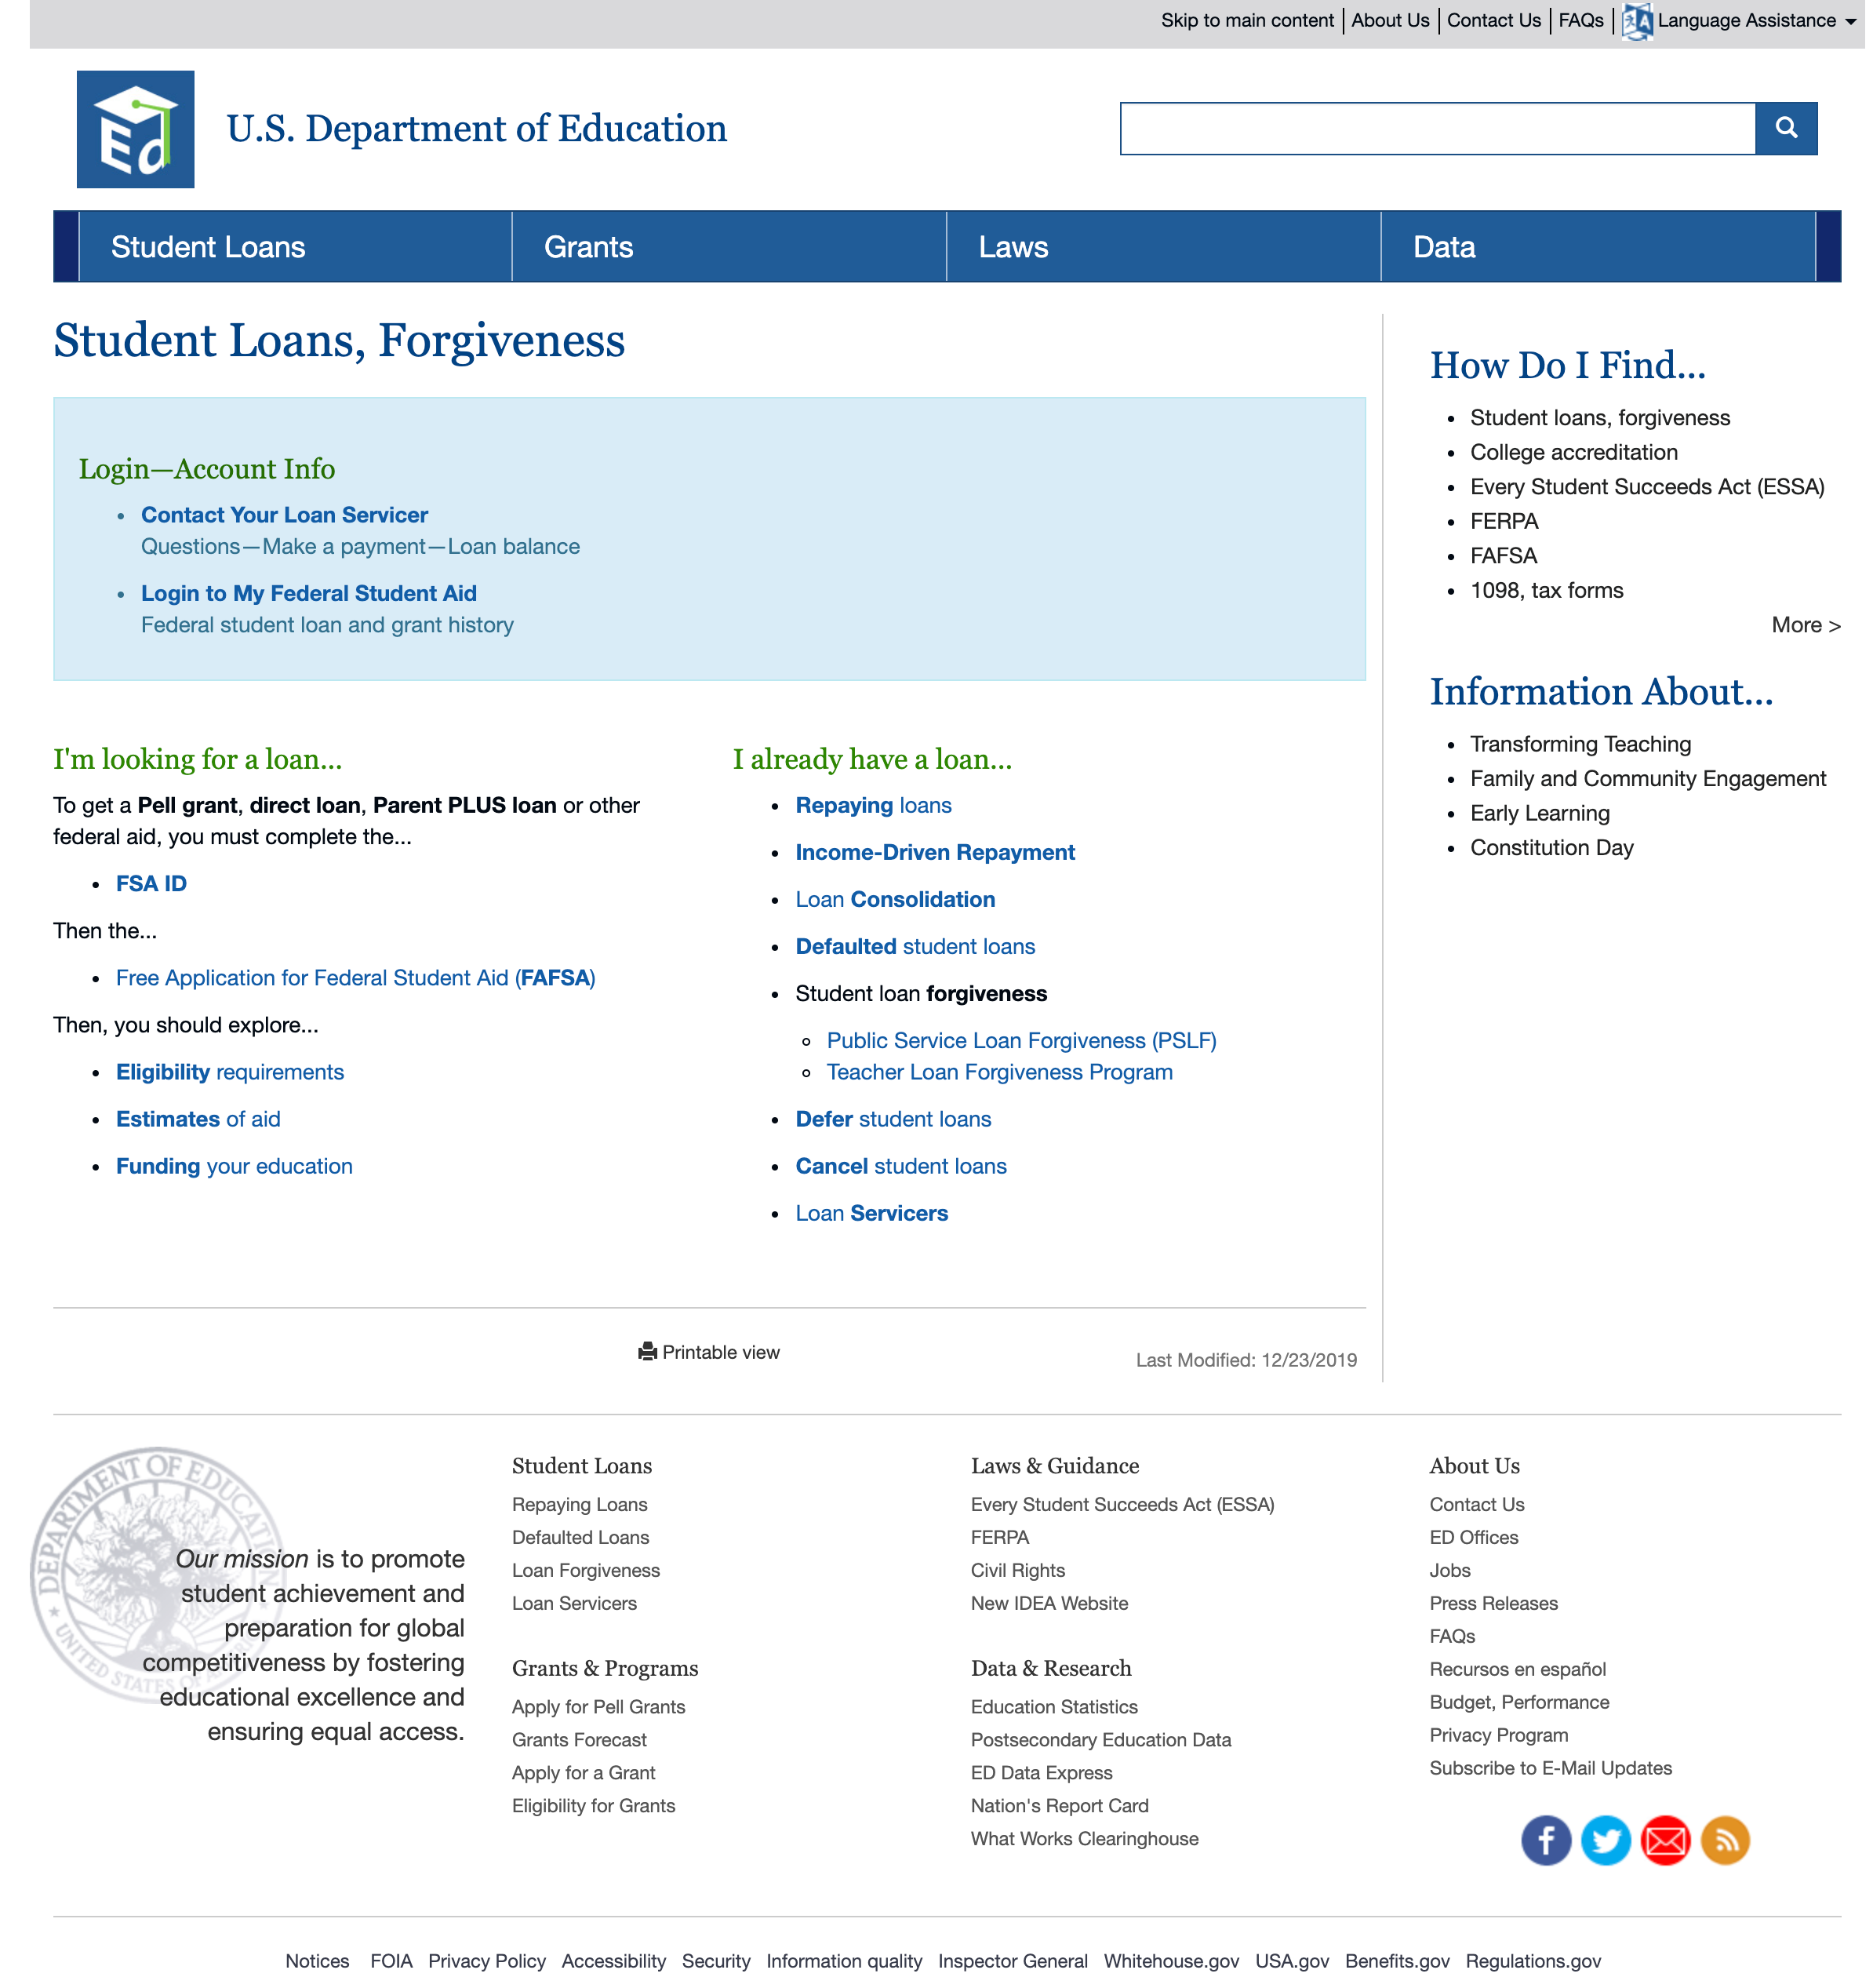 Skip to main content | About Us | Contact Us | FAQs | Language Assistance
Ed
U.S. Department of Education
Student Loans
Grants
Laws
Data
Student Loans, Forgiveness
Login—Account Info
• Contact Your Loan Servicer
Questions—Make a payment—Loan balance
• Login to My Federal Student Aid
Federal student loan and grant history
I'm looking for a loan...
To get a Pell grant, direct loan, Parent PLUS loan or other
federal aid, you must complete the...
• FSA ID
Then the...
• Free Application for Federal Student Aid (FAFSA)
Then, you should explore...
• Eligibility requirements
• Estimates of aid
• Funding your education
I already have a loan...
• Repaying loans
• Income-Driven Repayment
• Loan Consolidation
• Defaulted student loans
• Student loan forgiveness
Public Service Loan Forgiveness (PSLF)
Teacher Loan Forgiveness Program
• Defer student loans
• Cancel student loans
• Loan Servicers
Printable view
Last Modified: 12/23/2019
How Do I Find...
• Student loans, forgiveness
• College accreditation
• Every Student Succeeds Act (ESSA)
• FERPA
• FAFSA
• 1098, tax forms
More >
Information About...
• Transforming Teaching
• Family and Community Engagement
• Early Learning
• Constitution Day
DEPARTMENT OF EDUCATION
UNITED STATES OF
Our mission is to promote
student achievement and
preparation for global
competitiveness by fostering
educational excellence and
ensuring equal access.
Student Loans
Repaying Loans
Defaulted Loans
Loan Forgiveness
Loan Servicers
Grants & Programs
Apply for Pell Grants
Grants Forecast
Apply for a Grant
Eligibility for Grants
Laws & Guidance
Every Student Succeeds Act (ESSA)
FERPA
Civil Rights
New IDEA Website
Data & Research
Education Statistics
Postsecondary Education Data
ED Data Express
Nation's Report Card
What Works Clearinghouse
About Us
Contact Us
ED Offices
Jobs
Press Releases
FAQs
Recursos en español
Budget, Performance
Privacy Program
Subscribe to E-Mail Updates
Notices FOIA Privacy Policy Accessibility Security Information quality Inspector General Whitehouse.gov USA.gov Benefits.gov Regulations.gov